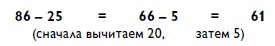 86 – 25 = 66 – 5 = 61
(сначала вычитаем 20, затем 5)